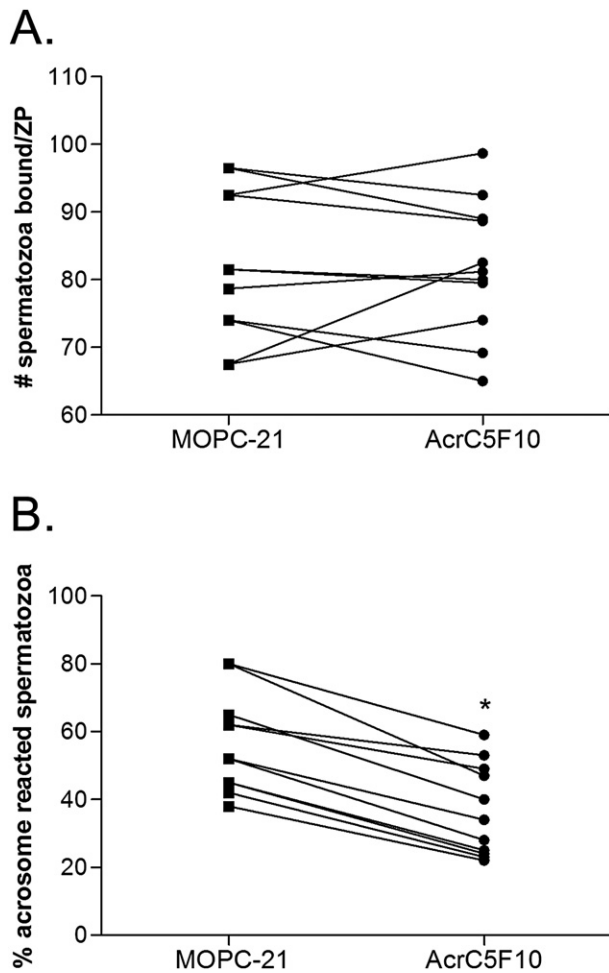 A.
# spermatozoa bound/ZP
110
100
90
80
70
60
MOPC-21 AcrC5F10
B.
% acrosome reacted spermatozoa
100
80
60
40
20
0
*
MOPC-21 AcrC5F10